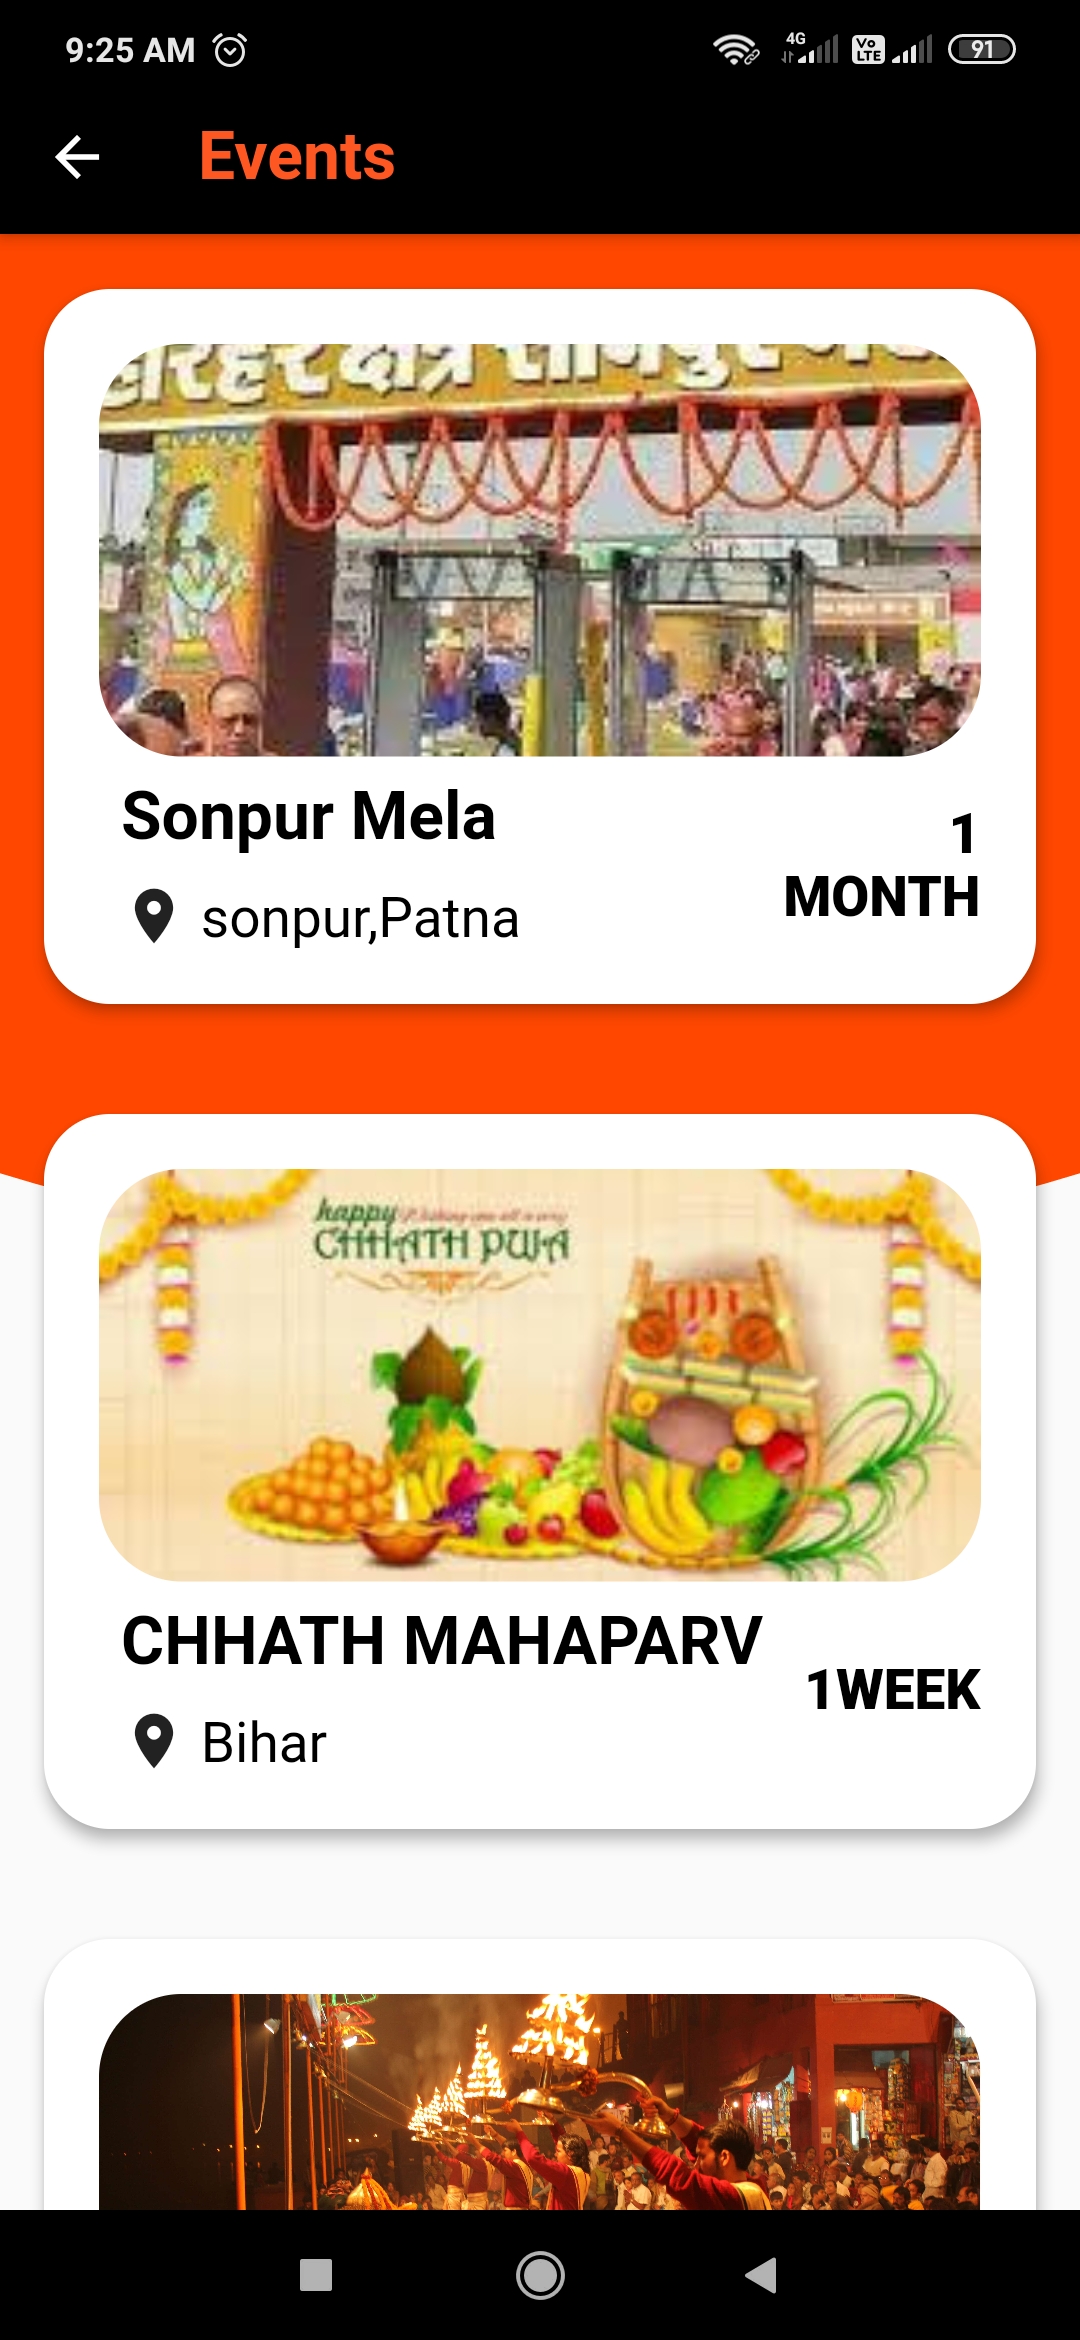 9:25 AM
4G
Vo
LTE
91
Events
Sonpur Mela
1
MONTH
sonpur,Patna
happy
CHHATH PUJA
CHHATH MAHAPARV
1WEEK
Bihar